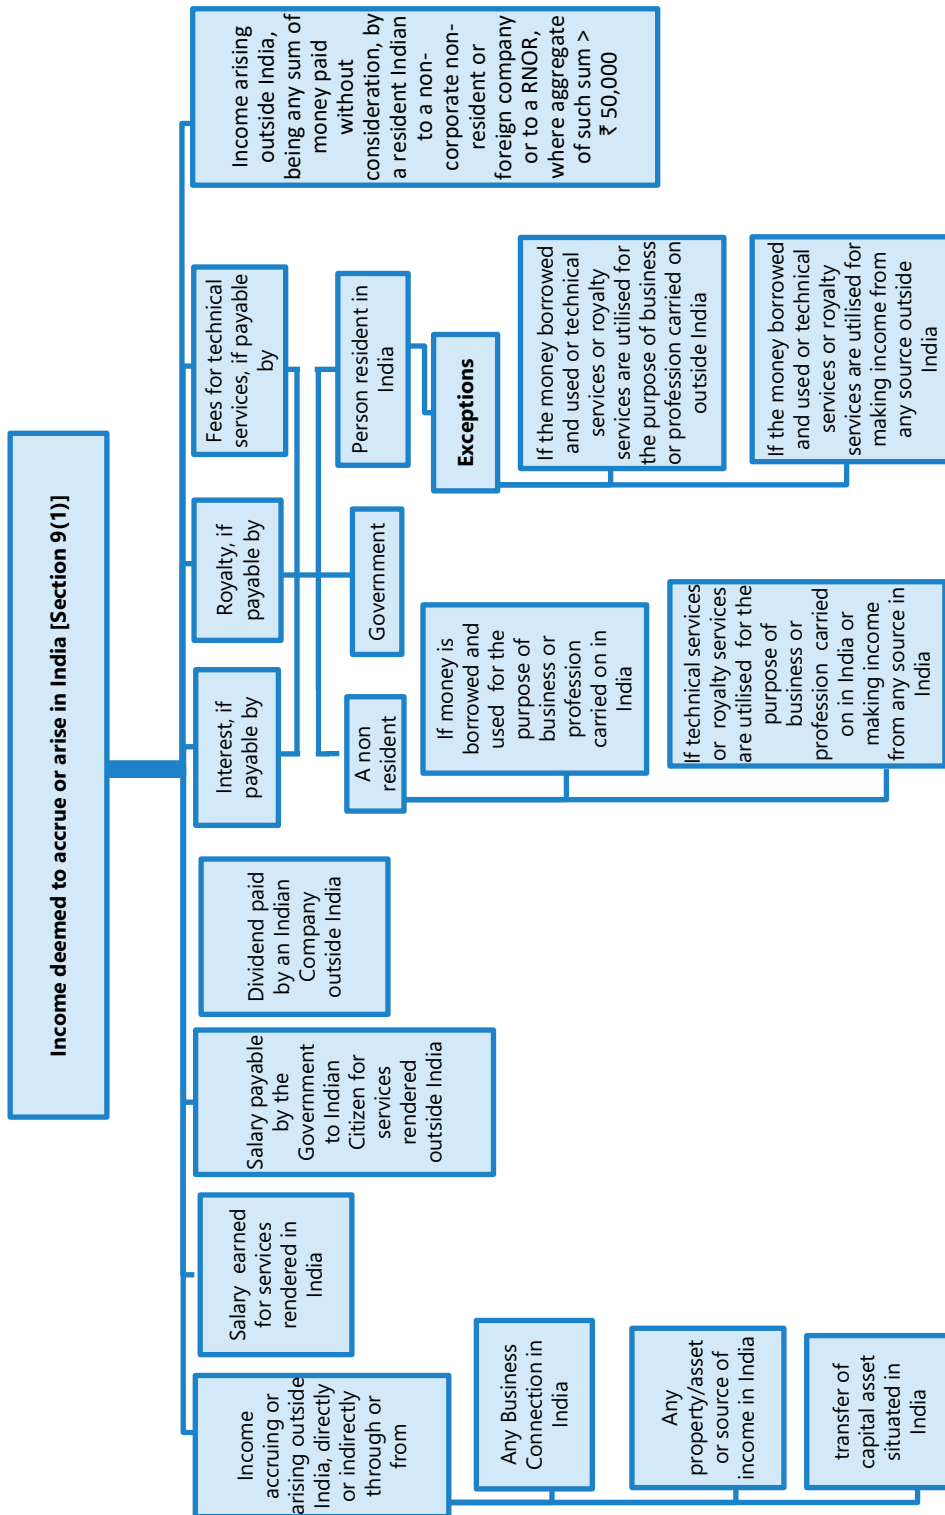 Income deemed to accrue or arise in India [Section 9(1)]
Income
accruing or
arising outside
India, directly
or indirectly
through or
from
Any Business
Connection in
India
Any
property/asset
or source of
income in India
transfer of
capital asset
situated in
India
Salary earned
for services
rendered in
India
Salary payable
by the
Government
to Indian
Citizen for
services
rendered
outside India
Dividend paid
by an Indian
Company
outside India
Interest, if
payable by
Royalty, if
payable by
Fees for technical
services, if payable
by
A non
resident
If money is
borrowed and
used for the
purpose of
business or
profession
carried on in
India
If technical services
or royalty services
are utilised for the
purpose of
business or
profession carried
on in India or
making income
from any source in
India
Government
Person resident in
India
Exceptions
If the money borrowed
and used or technical
services or royalty
services are utilised for
the purpose of business
or profession carried on
outside India
If the money borrowed
and used or technical
services or royalty
services are utilised for
making income from
any source outside
India
Income arising
outside India,
being any sum of
money paid
without
consideration, by
a resident Indian
to a non-
corporate non-
resident or
foreign company
or to a RNOR,
where aggregate
of such sum >
₹ 50,000